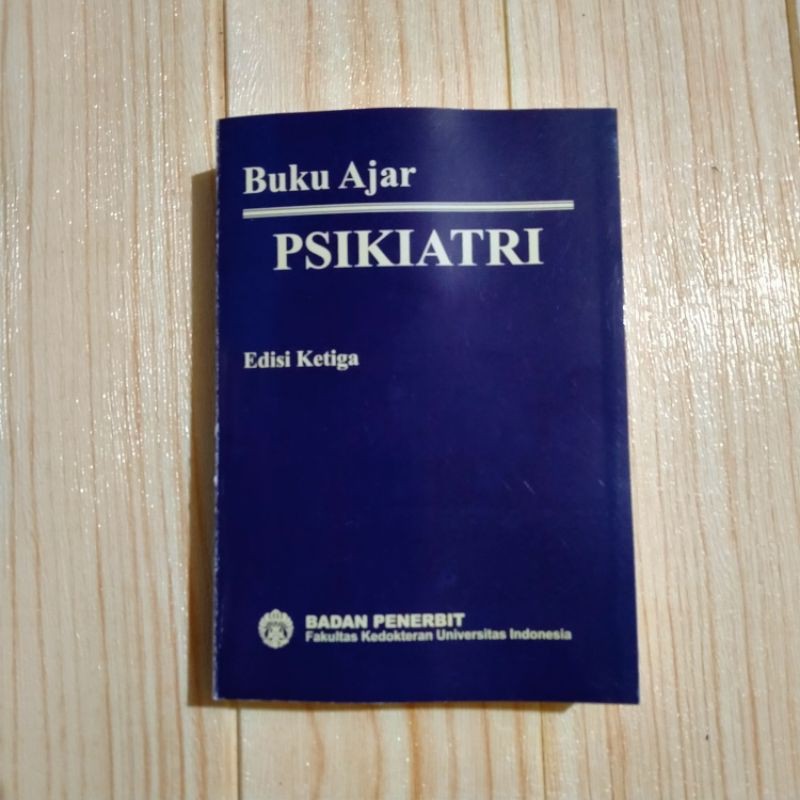 Buku Ajar
PSIKIATRI
Edisi Ketiga
BADAN PENERBIT
Fakultas Kedokteran Universitas Indonesia